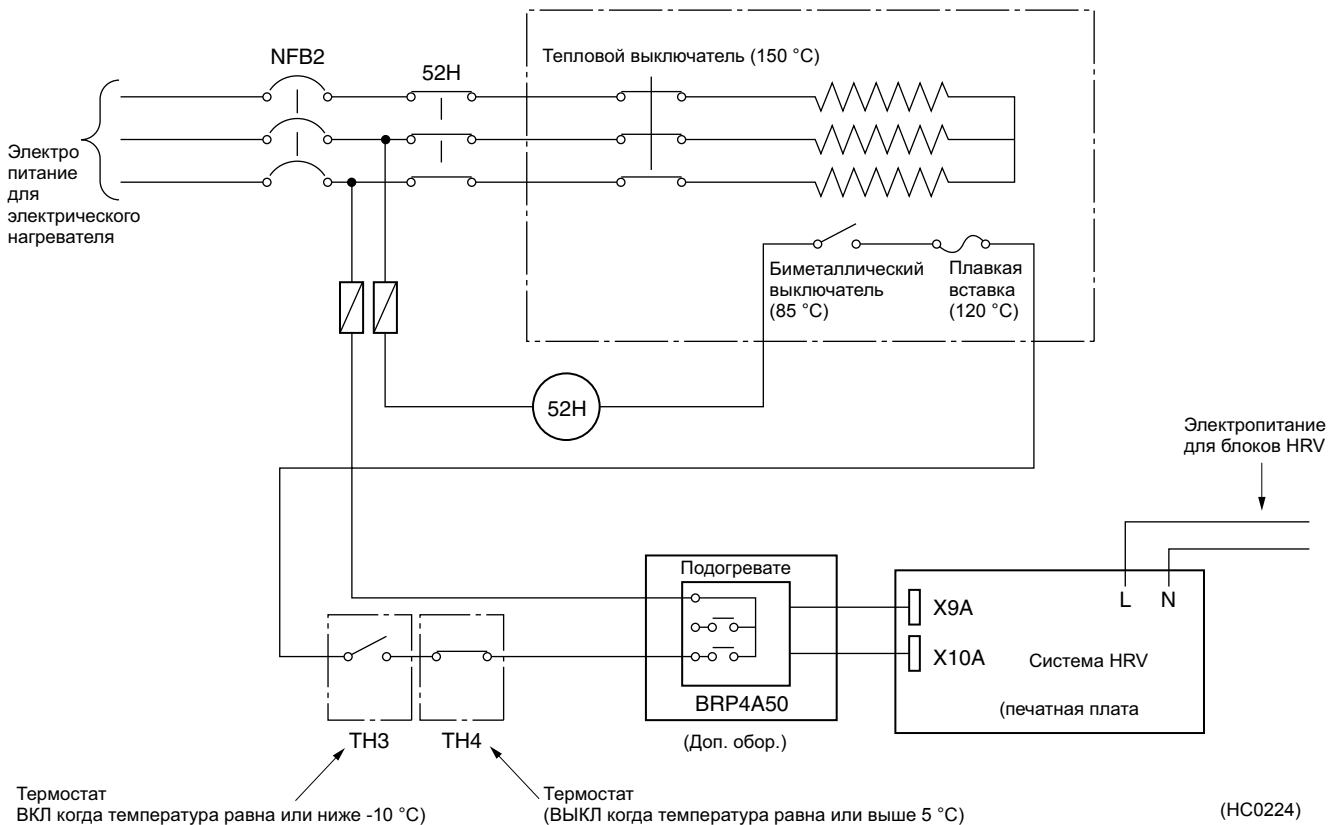 NFB2
52H
Тепловой выключатель (150 °C)
Электро
питание
для
электрического
нагревателя
Биметаллический
выключатель
(85 °C)
Плавкая
вставка
(120 °C)
52H
Электропитание
для блоков HRV
Подогревате
BRP4A50
(Доп. обор.)
X9A
X10A
L N
Система HRV
(печатная плата
TH3
TH4
Термостат
ВКЛ когда температура равна или ниже -10 °C)
Термостат
(ВЫКЛ когда температура равна или выше 5 °C)
(HC0224)